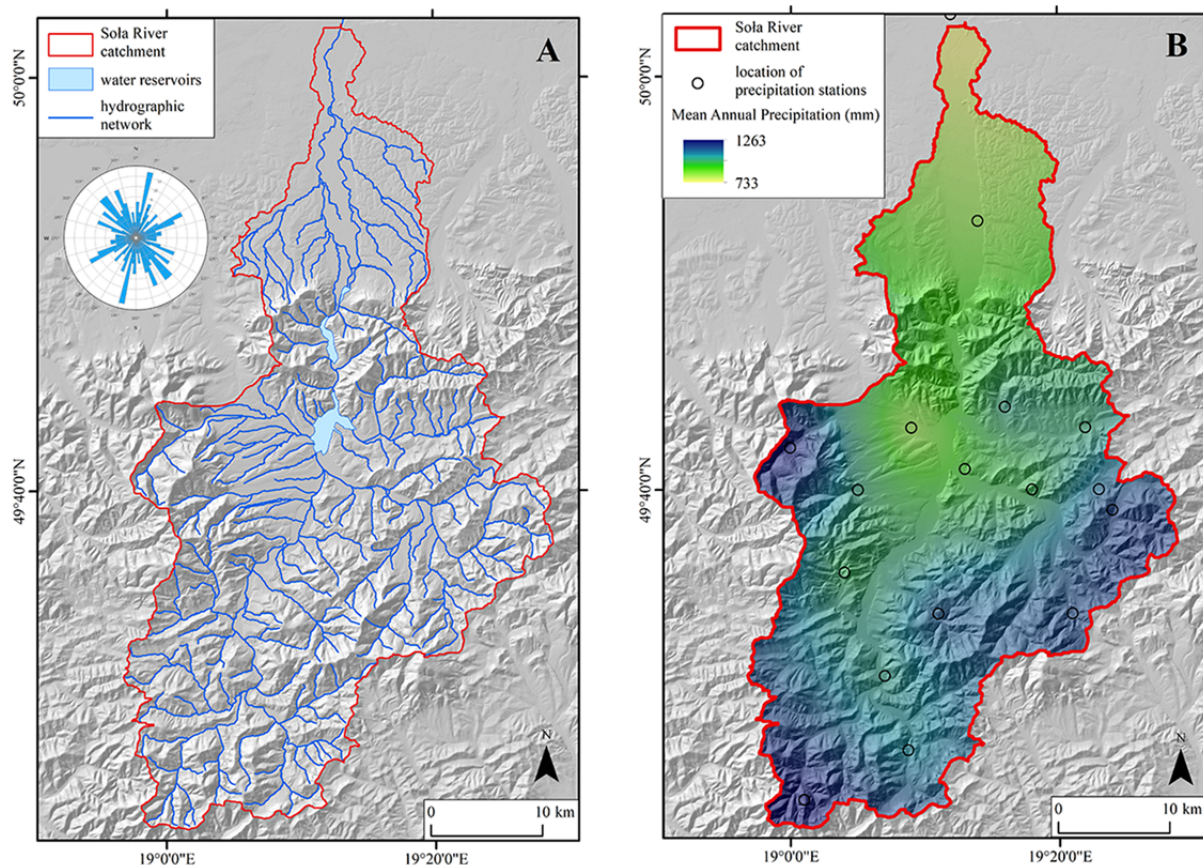 Soła River
catchment
water reservoirs
hydrographic
network
A
N
W
50°0'0"N
49°40'0"N
N
0 10 km
19°0'0"E 19°20'0"E
Soła River
catchment
location of
precipitation stations
Mean Annual Precipitation (mm)
1263
733
B
50°0'0"N
49°40'0"N
N
0 10 km
19°0'0"E 19°20'0"E